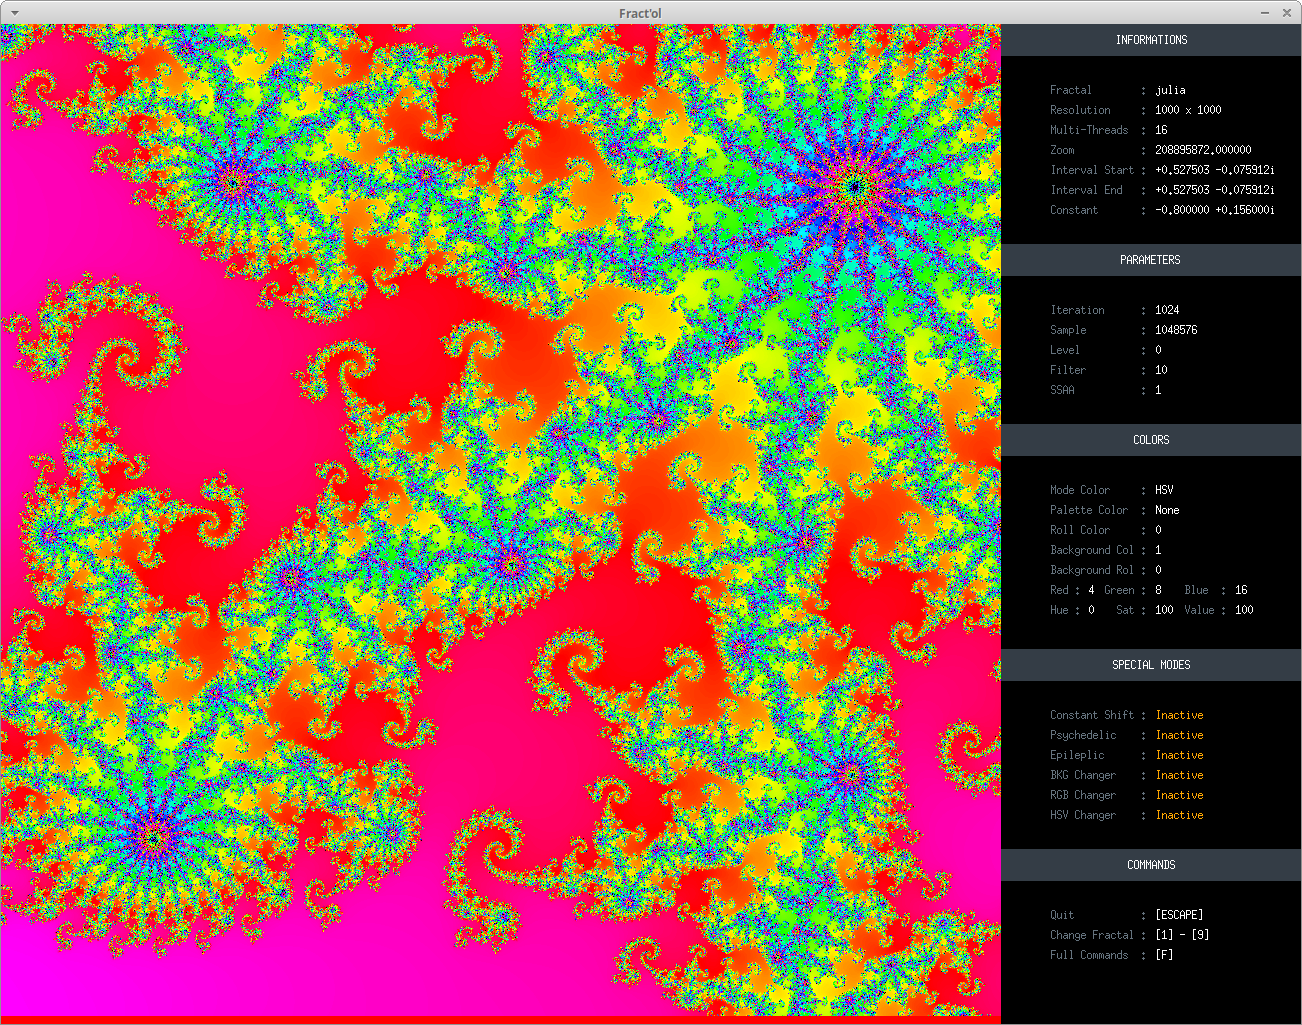 Fract'ol
INFORMATIONS
Fractal : julia
Resolution : 1000 x 1000
Multi-Threads : 16
Zoom : 208895872.000000
Interval Start : +0.527503 -0.075912i
Interval End : +0.527503 -0.075912i
Constant : -0.800000 +0.156000i
PARAMETERS
Iteration : 1024
Sample : 1048576
Level : 0
Filter : 10
SSAA : 1
COLORS
Mode Color : HSV
Palette Color : None
Roll Color : 0
Background Col : 1
Background Rol : 0
Red : 4 Green : 8 Blue : 16
Hue : 0 Sat : 100 Value : 100
SPECIAL MODES
Constant Shift : Inactive
Psychedelic : Inactive
Epileplic : Inactive
BKG Changer : Inactive
RGB Changer : Inactive
HSV Changer : Inactive
COMMANDS
Quit : [ESCAPE]
Change Fractal : [1] - [9]
Full Commands : [F]